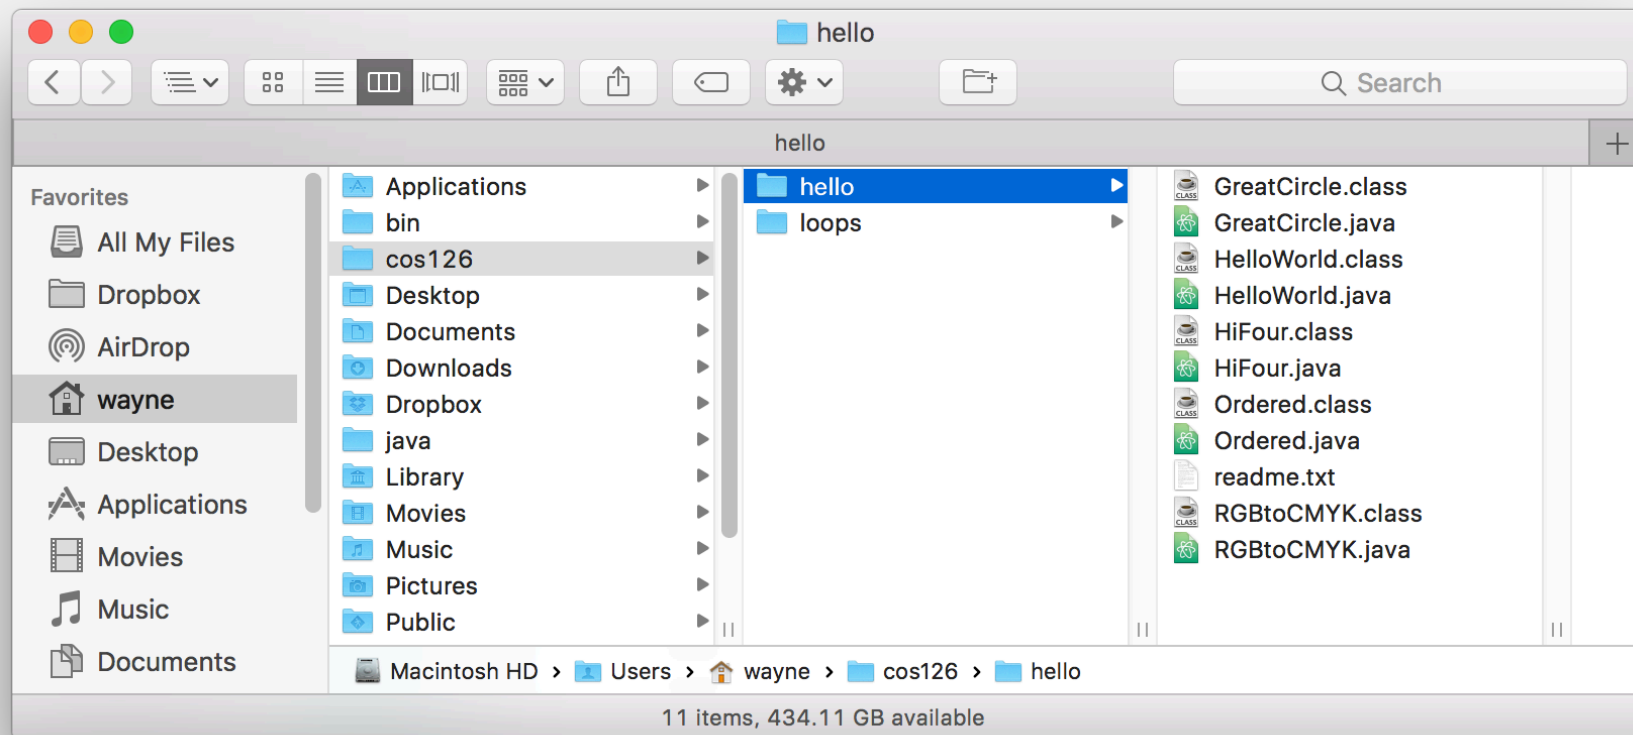 hello
Search
hello
Favorites
All My Files
Dropbox
AirDrop
wayne
Desktop
Applications
Movies
Music
Documents
Applications
bin
cos126
Desktop
Documents
Downloads
Dropbox
java
Library
Movies
Music
Pictures
Public
hello
loops
GreatCircle.class
GreatCircle.java
HelloWorld.class
HelloWorld.java
HiFour.class
HiFour.java
Ordered.class
Ordered.java
readme.txt
RGBtoCMYK.class
RGBtoCMYK.java
Macintosh HD › Users › wayne › cos126 › hello
11 items, 434.11 GB available